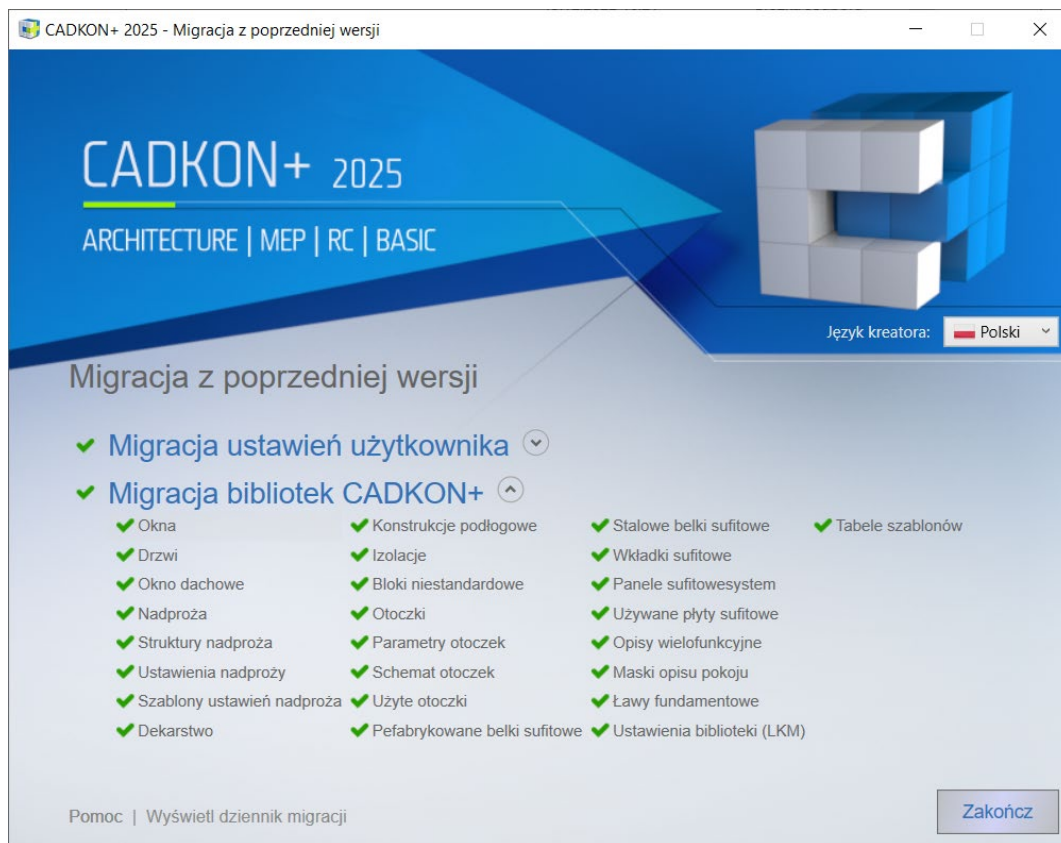 CADKON+ 2025 - Migracja z poprzedniej wersji
CADKON+ 2025
ARCHITECTURE | MEP | RC | BASIC
Język kreatora: Polski
Migracja z poprzedniej wersji
Migracja ustawień użytkownika
Migracja bibliotek CADKON+
Okna Konstrukcje podłogowe Stalowe belki sufitowe Tabele szablonów
Drzwi Izolacje Wkładki sufitowe
Okno dachowe Bloki niestandardowe Panele sufitowesystem
Nadproża Otoczki Używane płyty sufitowe
Struktury nadproża Parametry otoczek Opisy wielofunkcyjne
Ustawienia nadproży Schemat otoczek Maski opisu pokoju
Szablony ustawień nadproża Użyte otoczki Ławy fundamentowe
Dekarstwo Pefabrykowane belki sufitowe Ustawienia biblioteki (LKM)
Pomoc | Wyświetl dziennik migracji
Zakończ